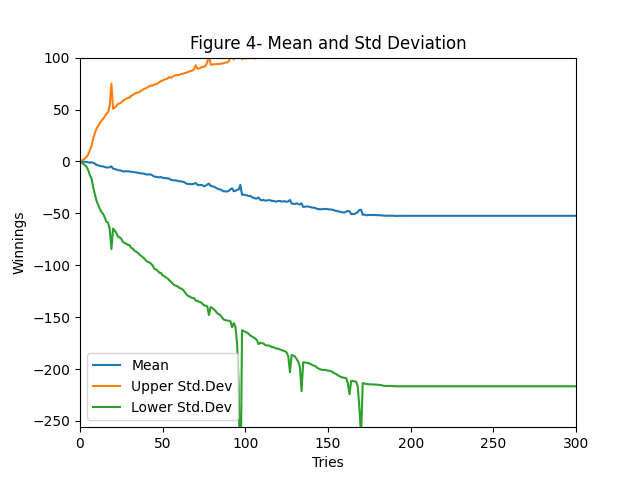 Figure 4- Mean and Std Deviation
Winnings
100
50
0
−50
−100
−150
−200
−250
Mean
Upper Std.Dev
Lower Std.Dev
0
50
100
150
200
250
300
Tries